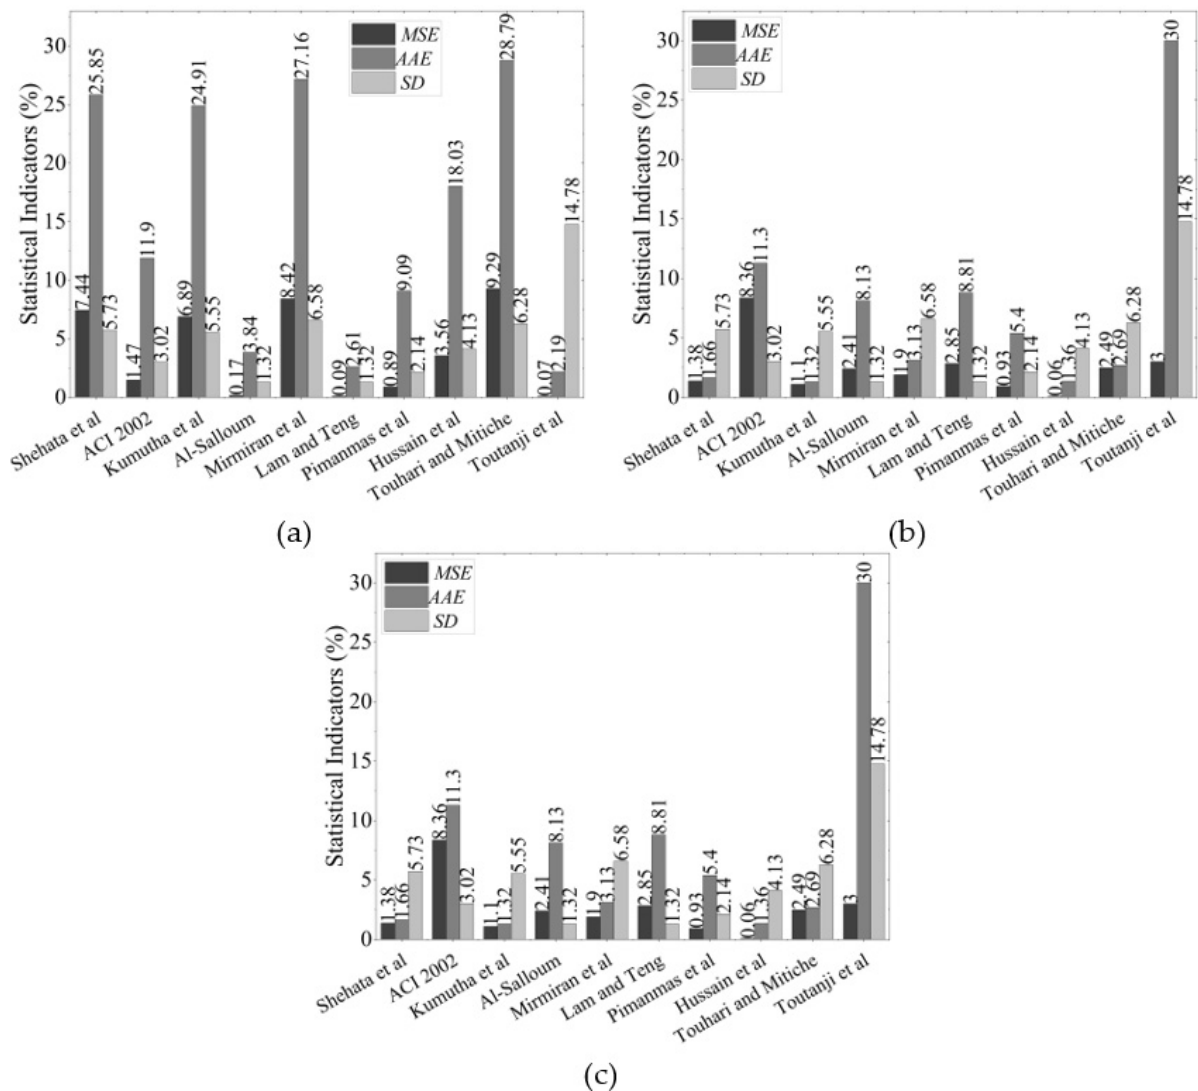 MSE
AAE
SD
Statistical Indicators (%)
30
25
20
15
10
5
0
7.44
25.85
5.73
1.47
11.9
3.02
6.89
24.91
5.55
0.17
3.84
1.32
8.42
27.16
6.58
0.09
2.61
1.32
0.89
9.09
2.14
3.56
18.03
4.13
9.29
28.79
6.28
0.07
2.19
14.78
Shehata et al
ACI 2002
Kumutha et al
Al-Salloum
Mirmiran et al
Lam and Teng
Pimanmas et al
Hussain et al
Touhari and Mitiche
Toutanji et al
(a)
MSE
AAE
SD
Statistical Indicators (%)
30
25
20
15
10
5
0
1.38
1.66
5.73
8.36
11.3
3.02
1.1
1.32
5.55
2.41
8.13
1.32
1.9
3.13
6.58
2.85
8.81
1.32
0.93
5.4
2.14
0.06
1.36
4.13
2.49
2.69
6.28
3
30
14.78
Shehata et al
ACI 2002
Kumutha et al
Al-Salloum
Mirmiran et al
Lam and Teng
Pimanmas et al
Hussain et al
Touhari and Mitiche
Toutanji et al
(b)
MSE
AAE
SD
Statistical Indicators (%)
30
25
20
15
10
5
0
1.38
1.66
5.73
8.36
11.3
3.02
1.1
1.32
5.55
2.41
8.13
1.32
1.9
3.13
6.58
2.85
8.81
1.32
0.93
5.4
2.14
0.06
1.36
4.13
2.49
2.69
6.28
3
30
14.78
Shehata et al
ACI 2002
Kumutha et al
Al-Salloum
Mirmiran et al
Lam and Teng
Pimanmas et al
Hussain et al
Touhari and Mitiche
Toutanji et al
(c)